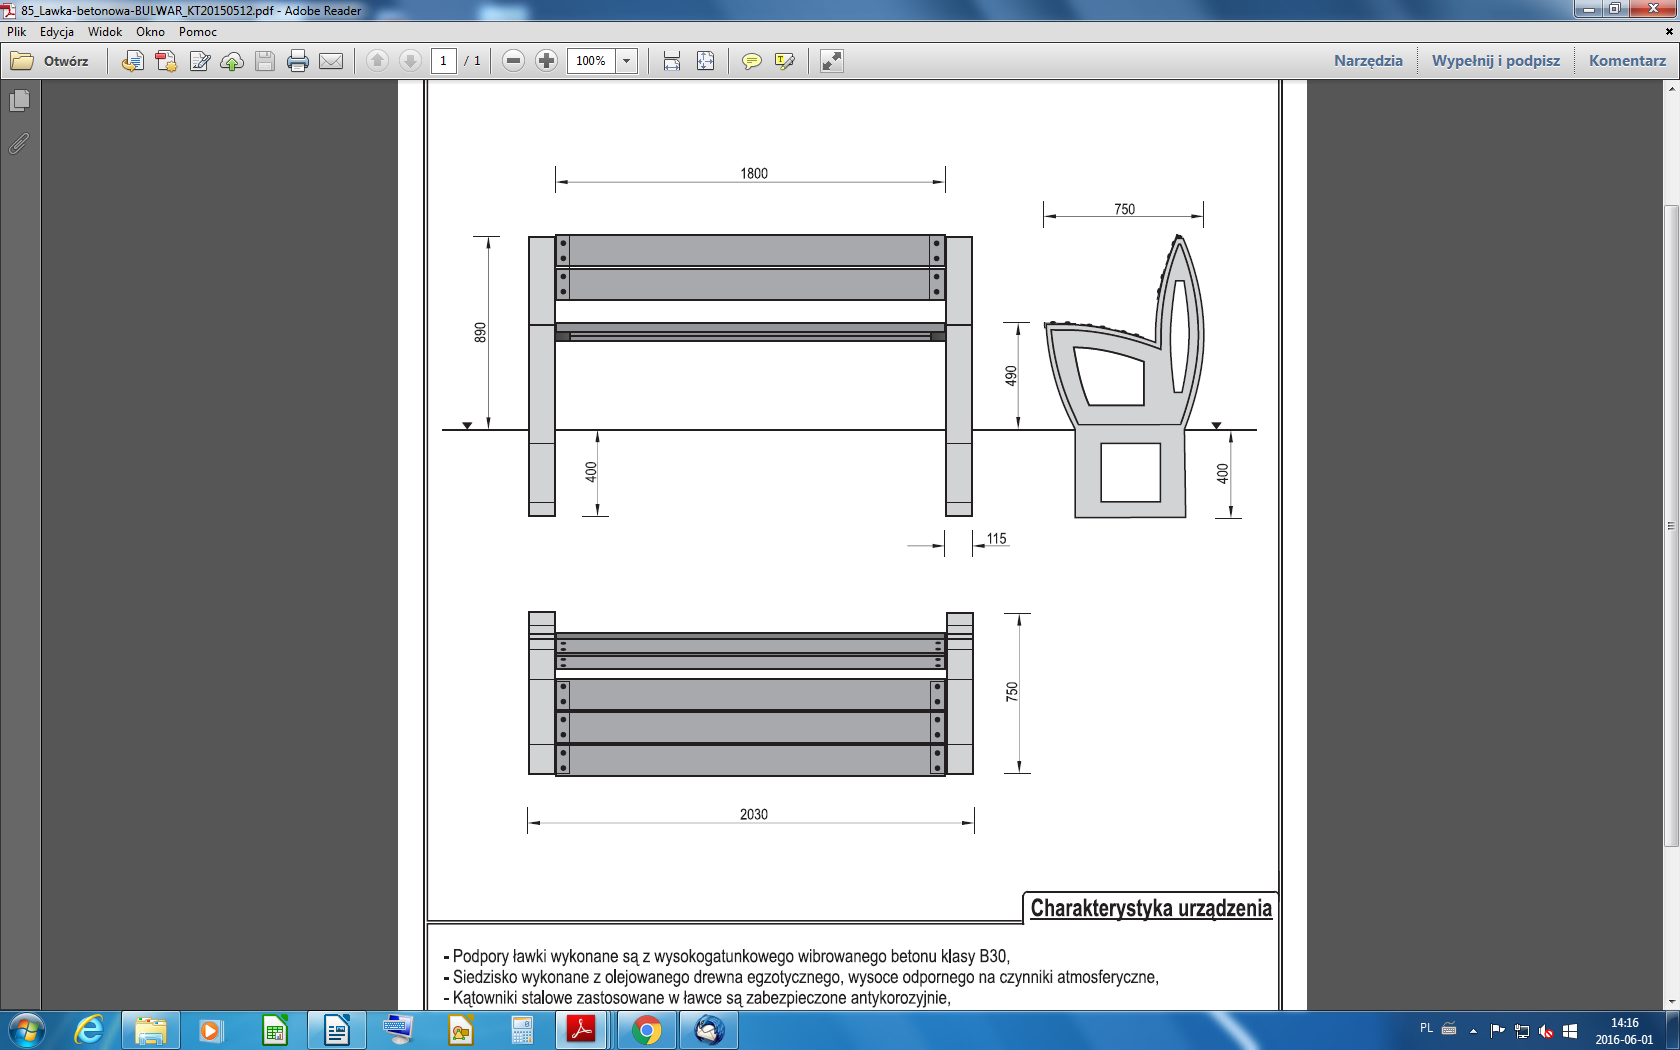 85_Lawka-betonowa-BULWAR_KT20150512.pdf - Adobe Reader
Plik Edycja Widok Okno Pomoc
Otwórz 1 / 1 100% Narzędzia Wypełnij i podpisz Komentarz
1800
750
890
490
400
400
115
750
2030
Charakterystyka urządzenia
- Podpory ławki wykonane są z wysokogatunkowego wibrowanego betonu klasy B30,
- Siedzisko wykonane z olejowanego drewna egzotycznego, wysoce odpornego na czynniki atmosferyczne,
- Kątowniki stalowe zastosowane w ławce są zabezpieczone antykorozyjnie,
PL 14:16
2016-06-01